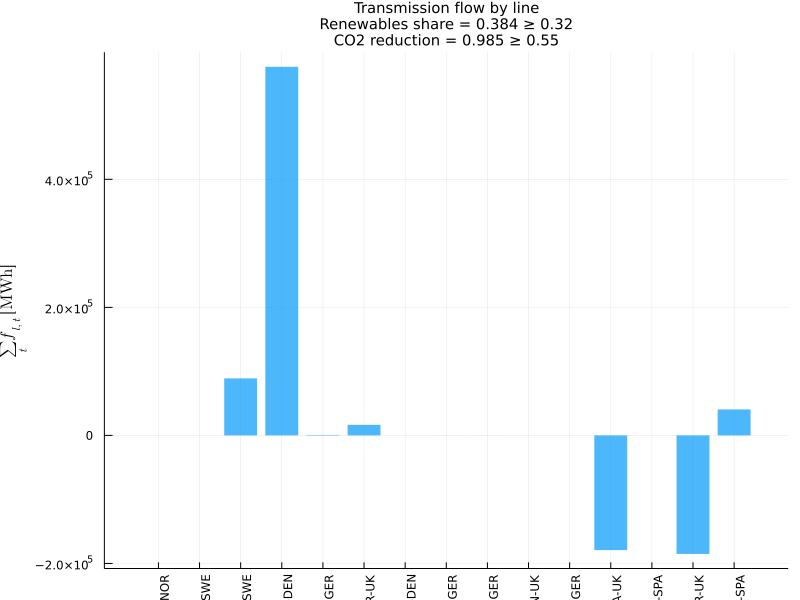 Transmission flow by line
Renewables share = 0.384 ≥ 0.32
CO2 reduction = 0.985 ≥ 0.55
4.0×10⁵
2.0×10⁵
0
−2.0×10⁵
∑ₜ fₗ,ₜ [MWh]
NOR
SWE
SWE
DEN
GER
R-UK
DEN
GER
GER
N-UK
GER
A-UK
-SPA
R-UK
-SPA